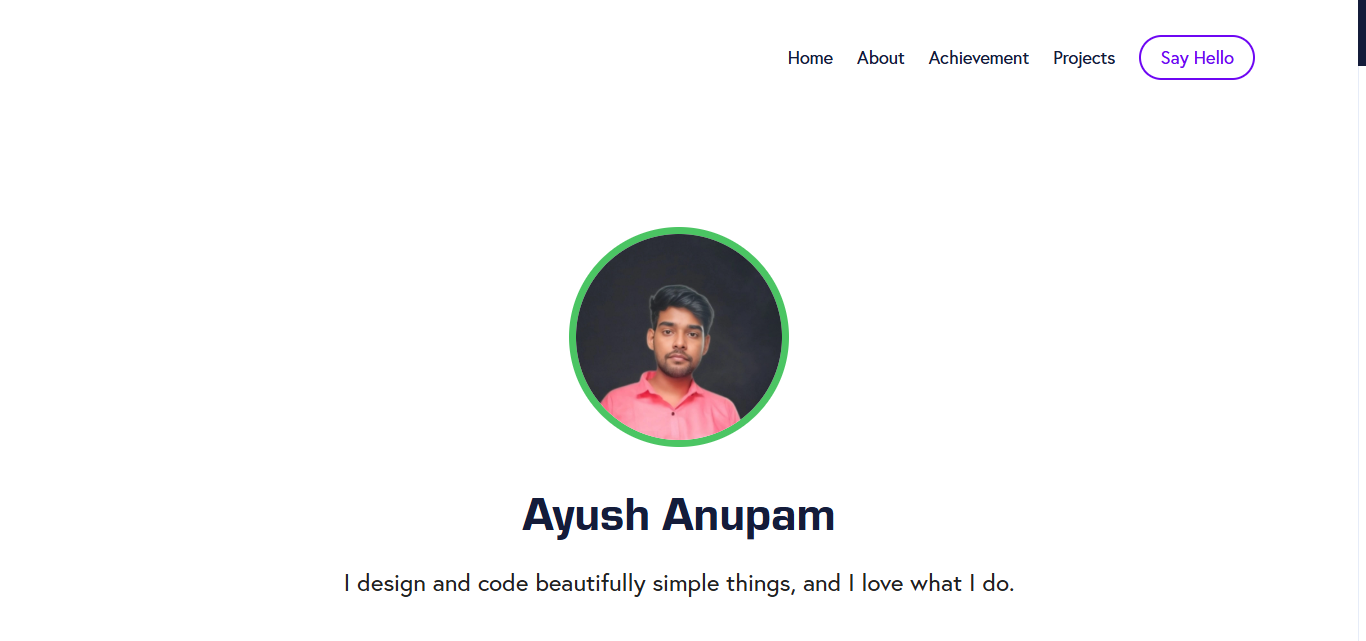 Home About Achievement Projects Say Hello
Ayush Anupam
I design and code beautifully simple things, and I love what I do.